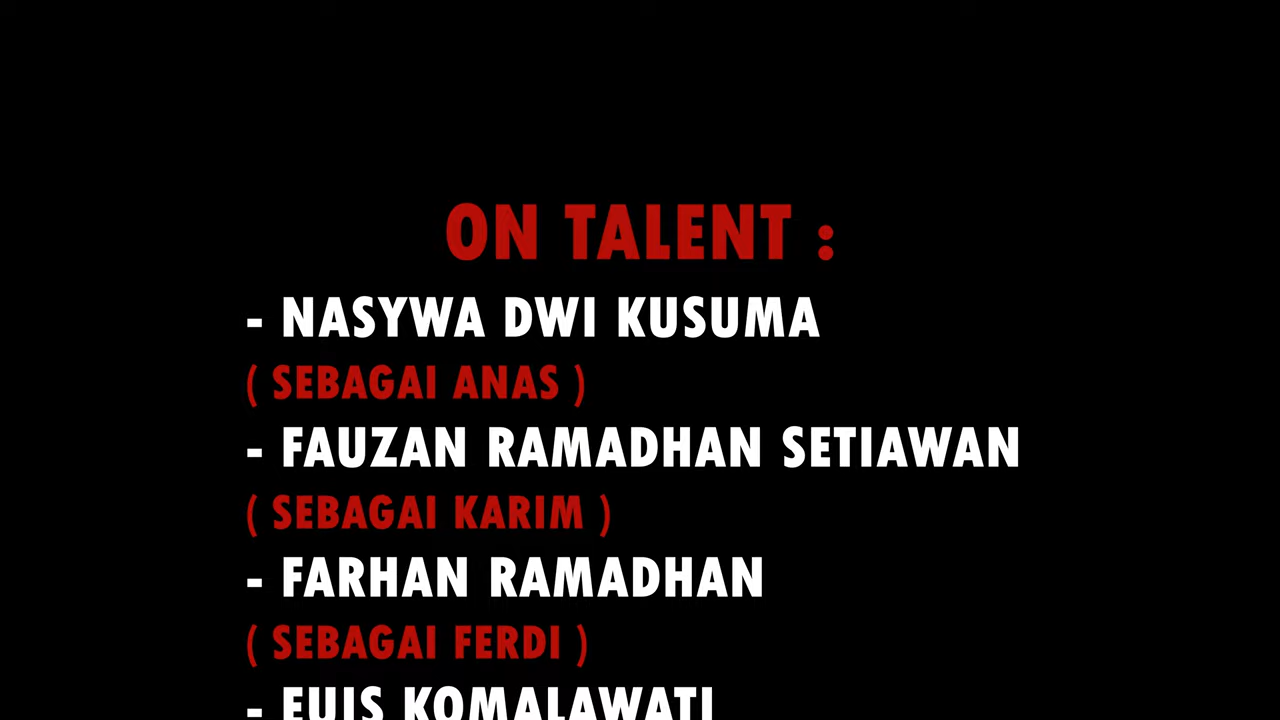 ON TALENT :
- NASYWA DWI KUSUMA
( SEBAGAI ANAS )
- FAUZAN RAMADHAN SETIAWAN
( SEBAGAI KARIM )
- FARHAN RAMADHAN
( SEBAGAI FERDI )
- EUIS KOMALAWATI